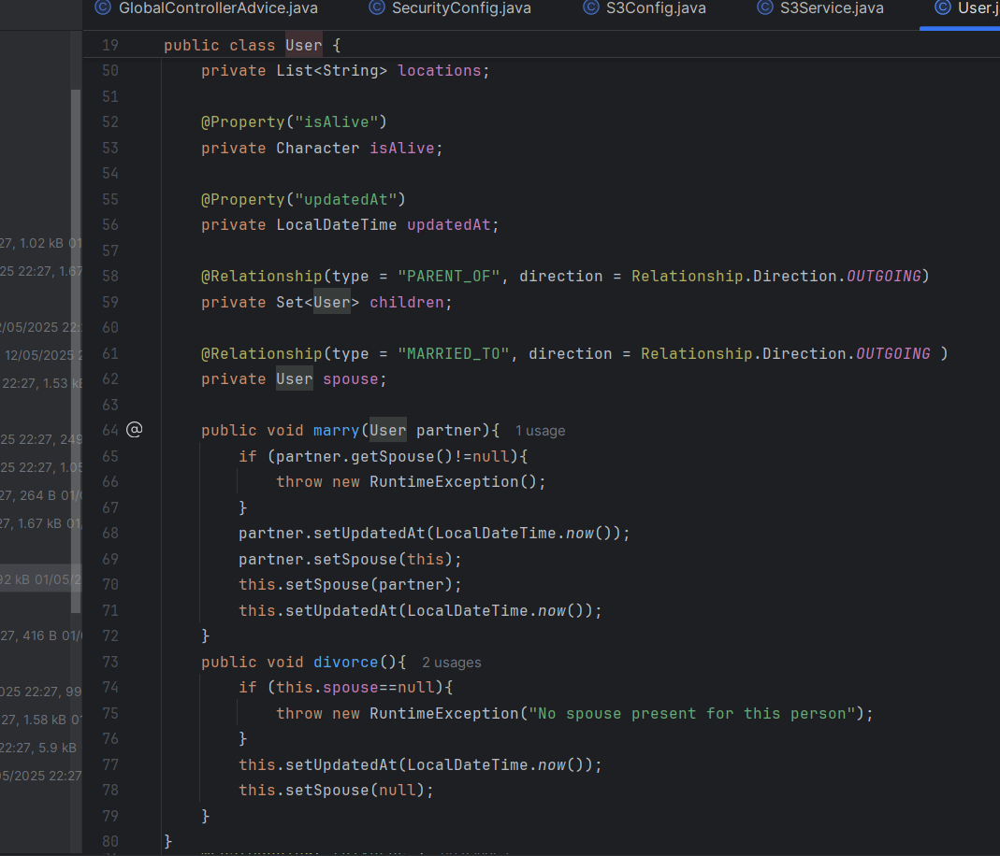 GlobalControllerAdvice.java SecurityConfig.java S3Config.java S3Service.java User.j
19 public class User {
50 private List<String> locations;
51
52 @Property("isAlive")
53 private Character isAlive;
54
55 @Property("updatedAt")
56 private LocalDateTime updatedAt;
57
58 @Relationship(type = "PARENT_OF", direction = Relationship.Direction.OUTGOING)
59 private Set<User> children;
60
61 @Relationship(type = "MARRIED_TO", direction = Relationship.Direction.OUTGOING )
62 private User spouse;
63
64 @ public void marry(User partner){ 1 usage
65 if (partner.getSpouse()!=null){
66 throw new RuntimeException();
67 }
68 partner.setUpdatedAt(LocalDateTime.now());
69 partner.setSpouse(this);
70 this.setSpouse(partner);
71 this.setUpdatedAt(LocalDateTime.now());
72 }
73 public void divorce(){ 2 usages
74 if (this.spouse==null){
75 throw new RuntimeException("No spouse present for this person");
76 }
77 this.setUpdatedAt(LocalDateTime.now());
78 this.setSpouse(null);
79 }
80 }
27, 1.02 kB 01
25 22:27, 1.67
/05/2025 22:
12/05/2025 2
22:27, 1.53 kB
25 22:27, 249
25 22:27, 1.05
27, 264 B 01/0
27, 1.67 kB 01/
92 kB 01/05/2
27, 416 B 01/0
025 22:27, 99
27, 1.58 kB 01
22:27, 5.9 kB
05/2025 22:27